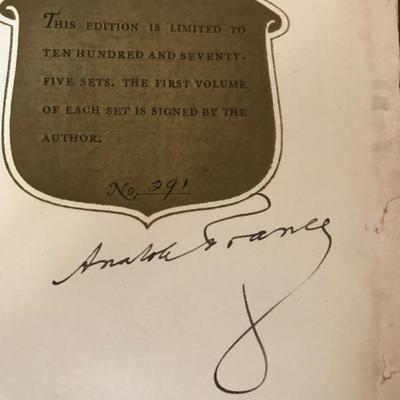 THIS EDITION IS LIMITED TO
TEN HUNDRED AND SEVENTY-
FIVE SETS. THE FIRST VOLUME
OF EACH SET IS SIGNED BY THE
AUTHOR.
No. 391
Anatole France